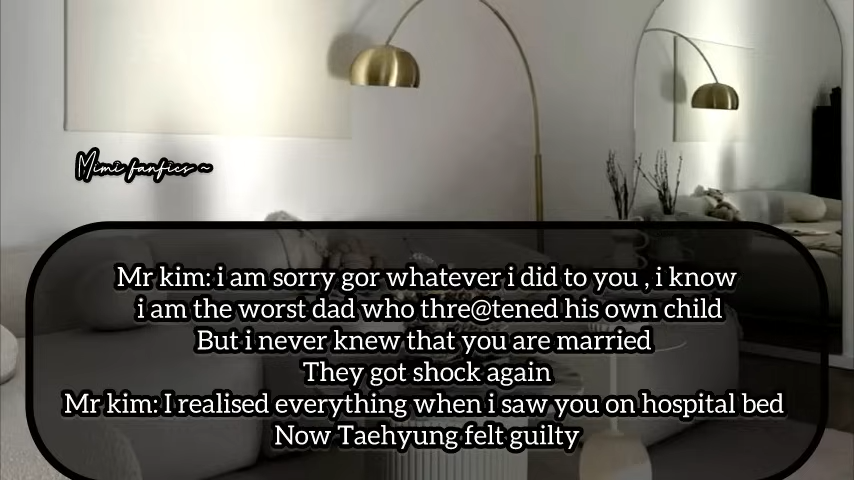 Mimi fanfics ~
Mr kim: i am sorry gor whatever i did to you , i know
i am the worst dad who thre@tened his own child
But i never knew that you are married
They got shock again
Mr kim: I realised everything when i saw you on hospital bed
Now Taehyung felt guilty